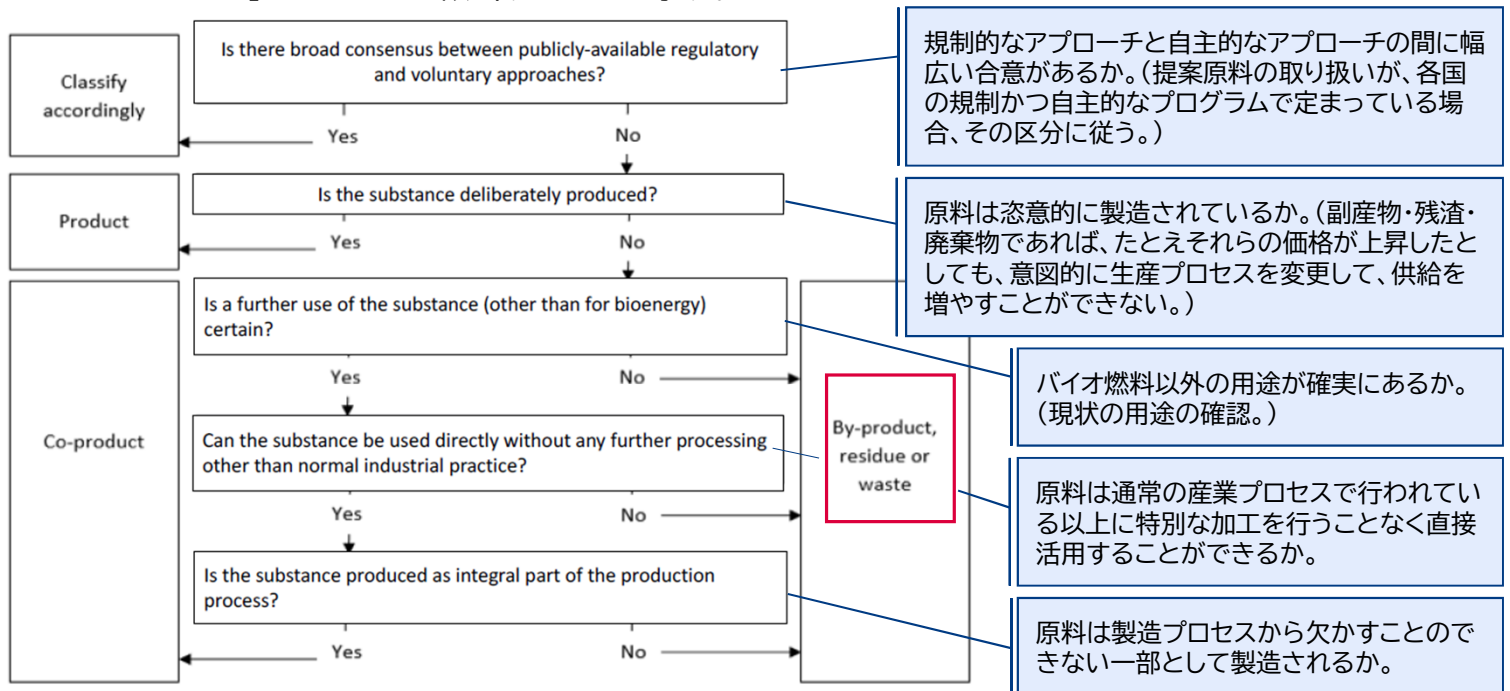 Is there broad consensus between publicly-available regulatory
and voluntary approaches?
Classify
accordingly
Yes
No
規制的なアプローチと自主的なアプローチの間に幅
広い合意があるか。(提案原料の取り扱いが、各国
の規制かつ自主的なプログラムで定まっている場
合、その区分に従う。)
Is the substance deliberately produced?
Product
Yes
No
原料は恣意的に製造されているか。(副産物・残渣・
廃棄物であれば、たとえそれらの価格が上昇したと
しても、意図的に生産プロセスを変更して、供給を
増やすことができない。)
Is a further use of the substance (other than for bioenergy)
certain?
Yes
No
バイオ燃料以外の用途が確実にあるか。
(現状の用途の確認。)
Co-product
Can the substance be used directly without any further processing
other than normal industrial practice?
Yes
No
By-product,
residue or
waste
原料は通常の産業プロセスで行われてい
る以上に特別な加工を行うことなく直接
活用することができるか。
Is the substance produced as integral part of the production
process?
Yes
No
原料は製造プロセスから欠かすことので
きない一部として製造されるか。